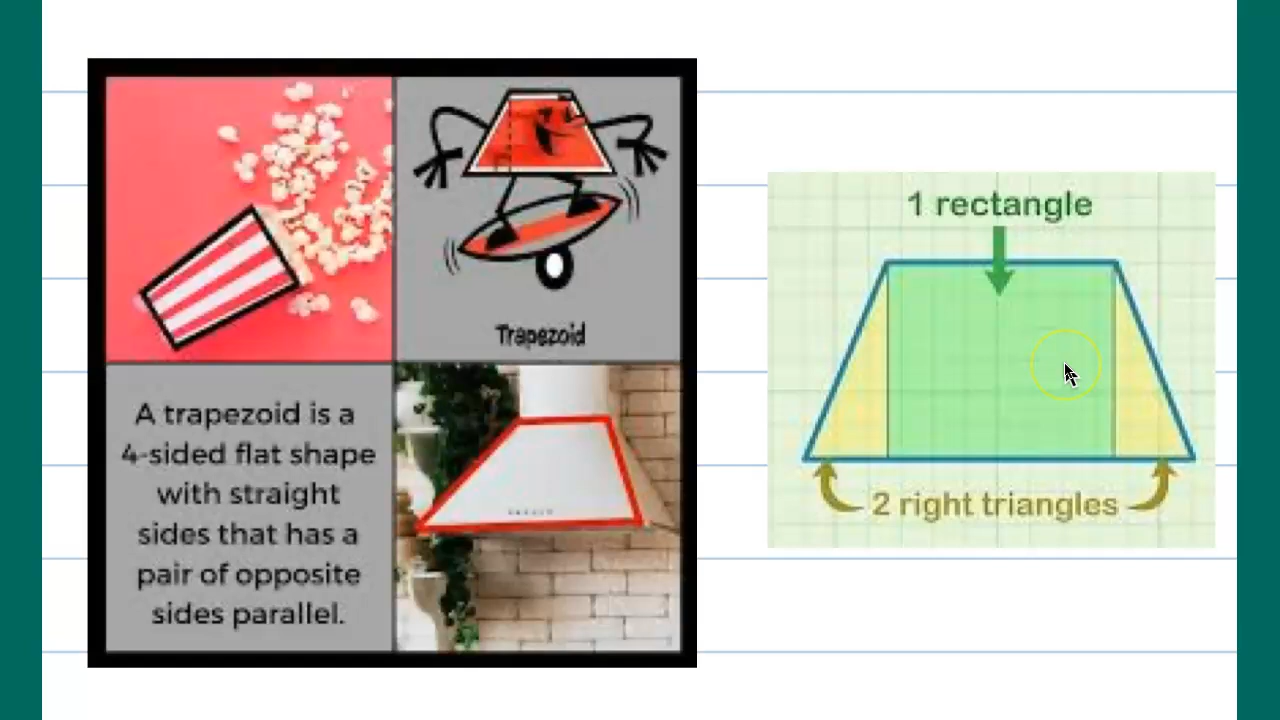 Trapezoid
A trapezoid is a
4-sided flat shape
with straight
sides that has a
pair of opposite
sides parallel.
1 rectangle
2 right triangles